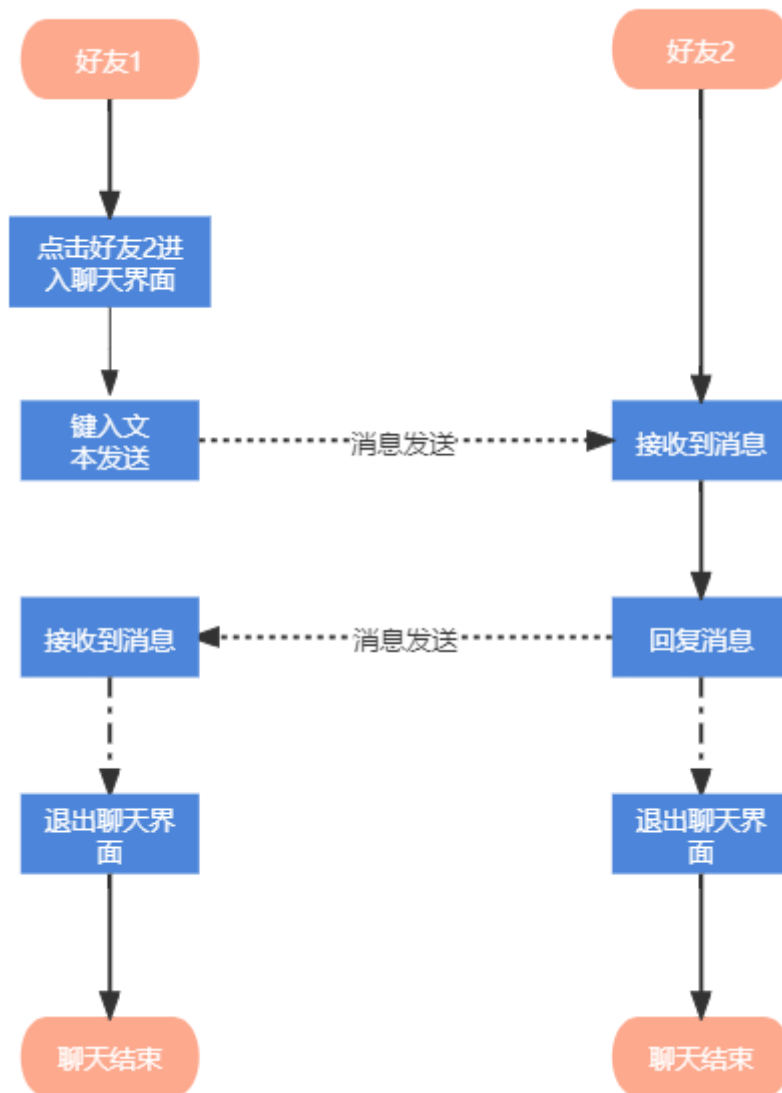 好友1
好友2
点击好友2进
入聊天界面
键入文
本发送
消息发送
接收到消息
接收到消息
消息发送
回复消息
退出聊天界
面
退出聊天界
面
聊天结束
聊天结束